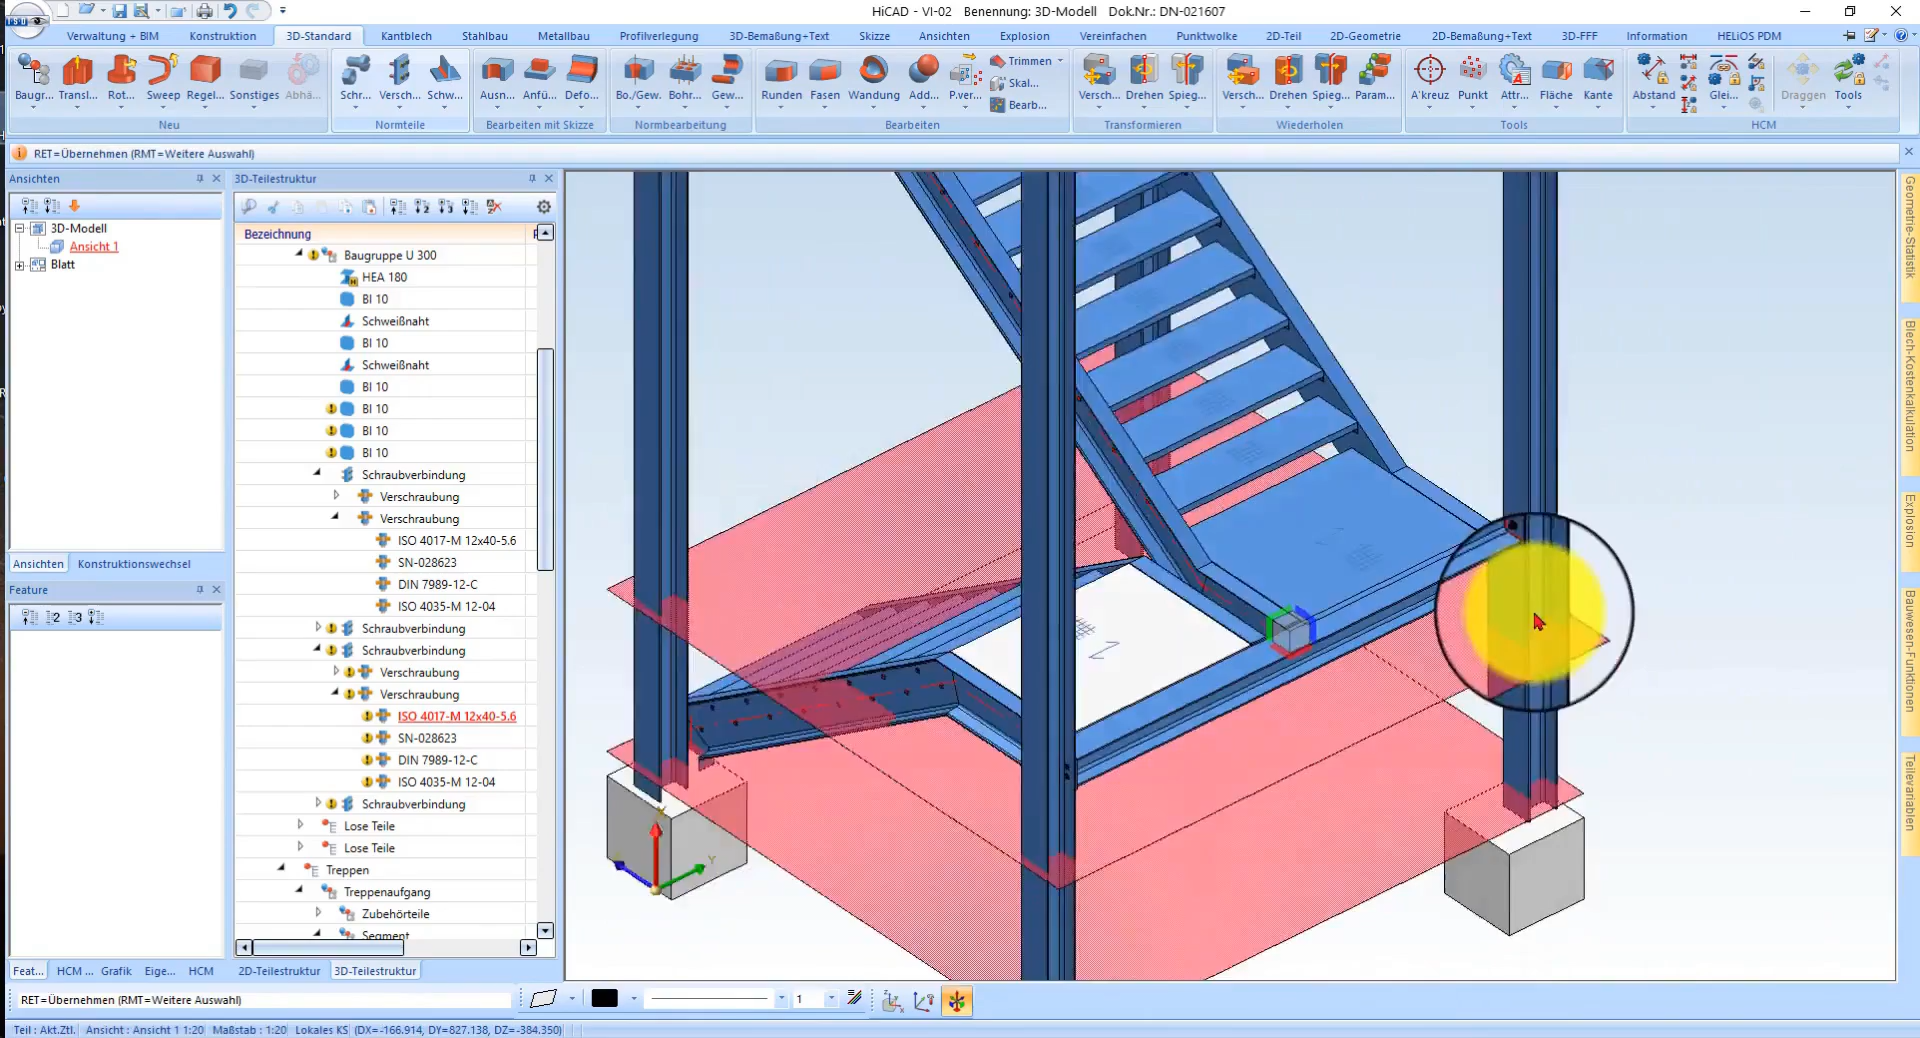 HiCAD - VI-02   Benennung: 3D-Modell   Dok.Nr.: DN-021607
Verwaltung + BIM   Konstruktion   3D-Standard   Kantblech   Stahlbau   Metallbau   Profilverlegung   3D-Bemaßung+Text   Skizze   Ansichten   Explosion   Vereinfachen   Punktwolke   2D-Teil   2D-Geometrie   2D-Bemaßung+Text   3D-FFF   Information   HELiOS PDM
Trimmen
Skal...
Bearb...
Baugr...   Transl...   Rot...   Sweep   Regel...   Sonstiges   Abhä...   Schr...   Versch...   Schw...   Ausn...   Anfü...   Defo...   Bo./Gew.   Bohr...   Gew...   Runden   Fasen   Wandung   Add...   P.ver...   Versch...   Drehen   Spieg...   Versch...   Drehen   Spieg...   Param...   A'kreuz   Punkt   Attr...   Fläche   Kante   Abstand   Glei...   Draggen   Tools
Neu   Normteile   Bearbeiten mit Skizze   Normbearbeitung   Bearbeiten   Transformieren   Wiederholen   Tools   HCM
RET=Übernehmen (RMT=Weitere Auswahl)
Ansichten
3D-Modell
Ansicht 1
Blatt
Ansichten   Konstruktionswechsel
Feature
Feat...   HCM ...   Grafik   Eige...   HCM
3D-Teilestruktur
Bezeichnung
Baugruppe U 300
HEA 180
Bl 10
Schweißnaht
Bl 10
Schweißnaht
Bl 10
Bl 10
Bl 10
Bl 10
Schraubverbindung
Verschraubung
Verschraubung
ISO 4017-M 12x40-5.6
SN-028623
DIN 7989-12-C
ISO 4035-M 12-04
Schraubverbindung
Schraubverbindung
Verschraubung
Verschraubung
ISO 4017-M 12x40-5.6
SN-028623
DIN 7989-12-C
ISO 4035-M 12-04
Schraubverbindung
Lose Teile
Lose Teile
Treppen
Treppenaufgang
Zubehörteile
Segment
2D-Teilestruktur   3D-Teilestruktur
Geometrie-Statistik
Blech-Kostenkalkulation
Explosion
Bauwesen-Funktionen
Teilevariablen
RET=Übernehmen (RMT=Weitere Auswahl)
1
Teil : Akt.Ztl.   Ansicht : Ansicht 1 1:20   Maßstab : 1:20   Lokales KS   (DX=-166.914, DY=827.138, DZ=-384.350)